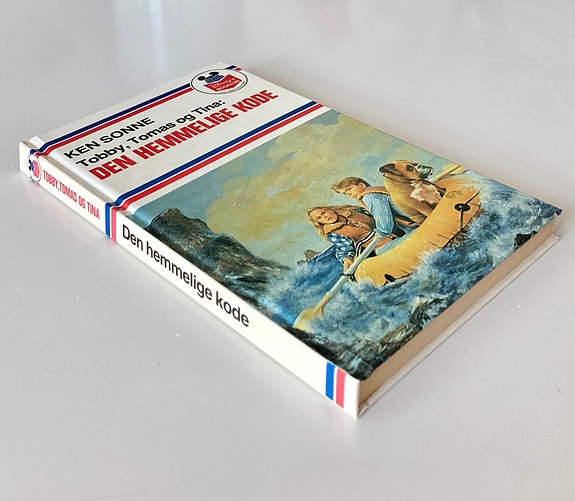 KEN SONNE
Tobby, Tomas og Tina:
DEN HEMMELIGE KODE
TOBBY, TOMAS OG TINA
Den hemmelige kode